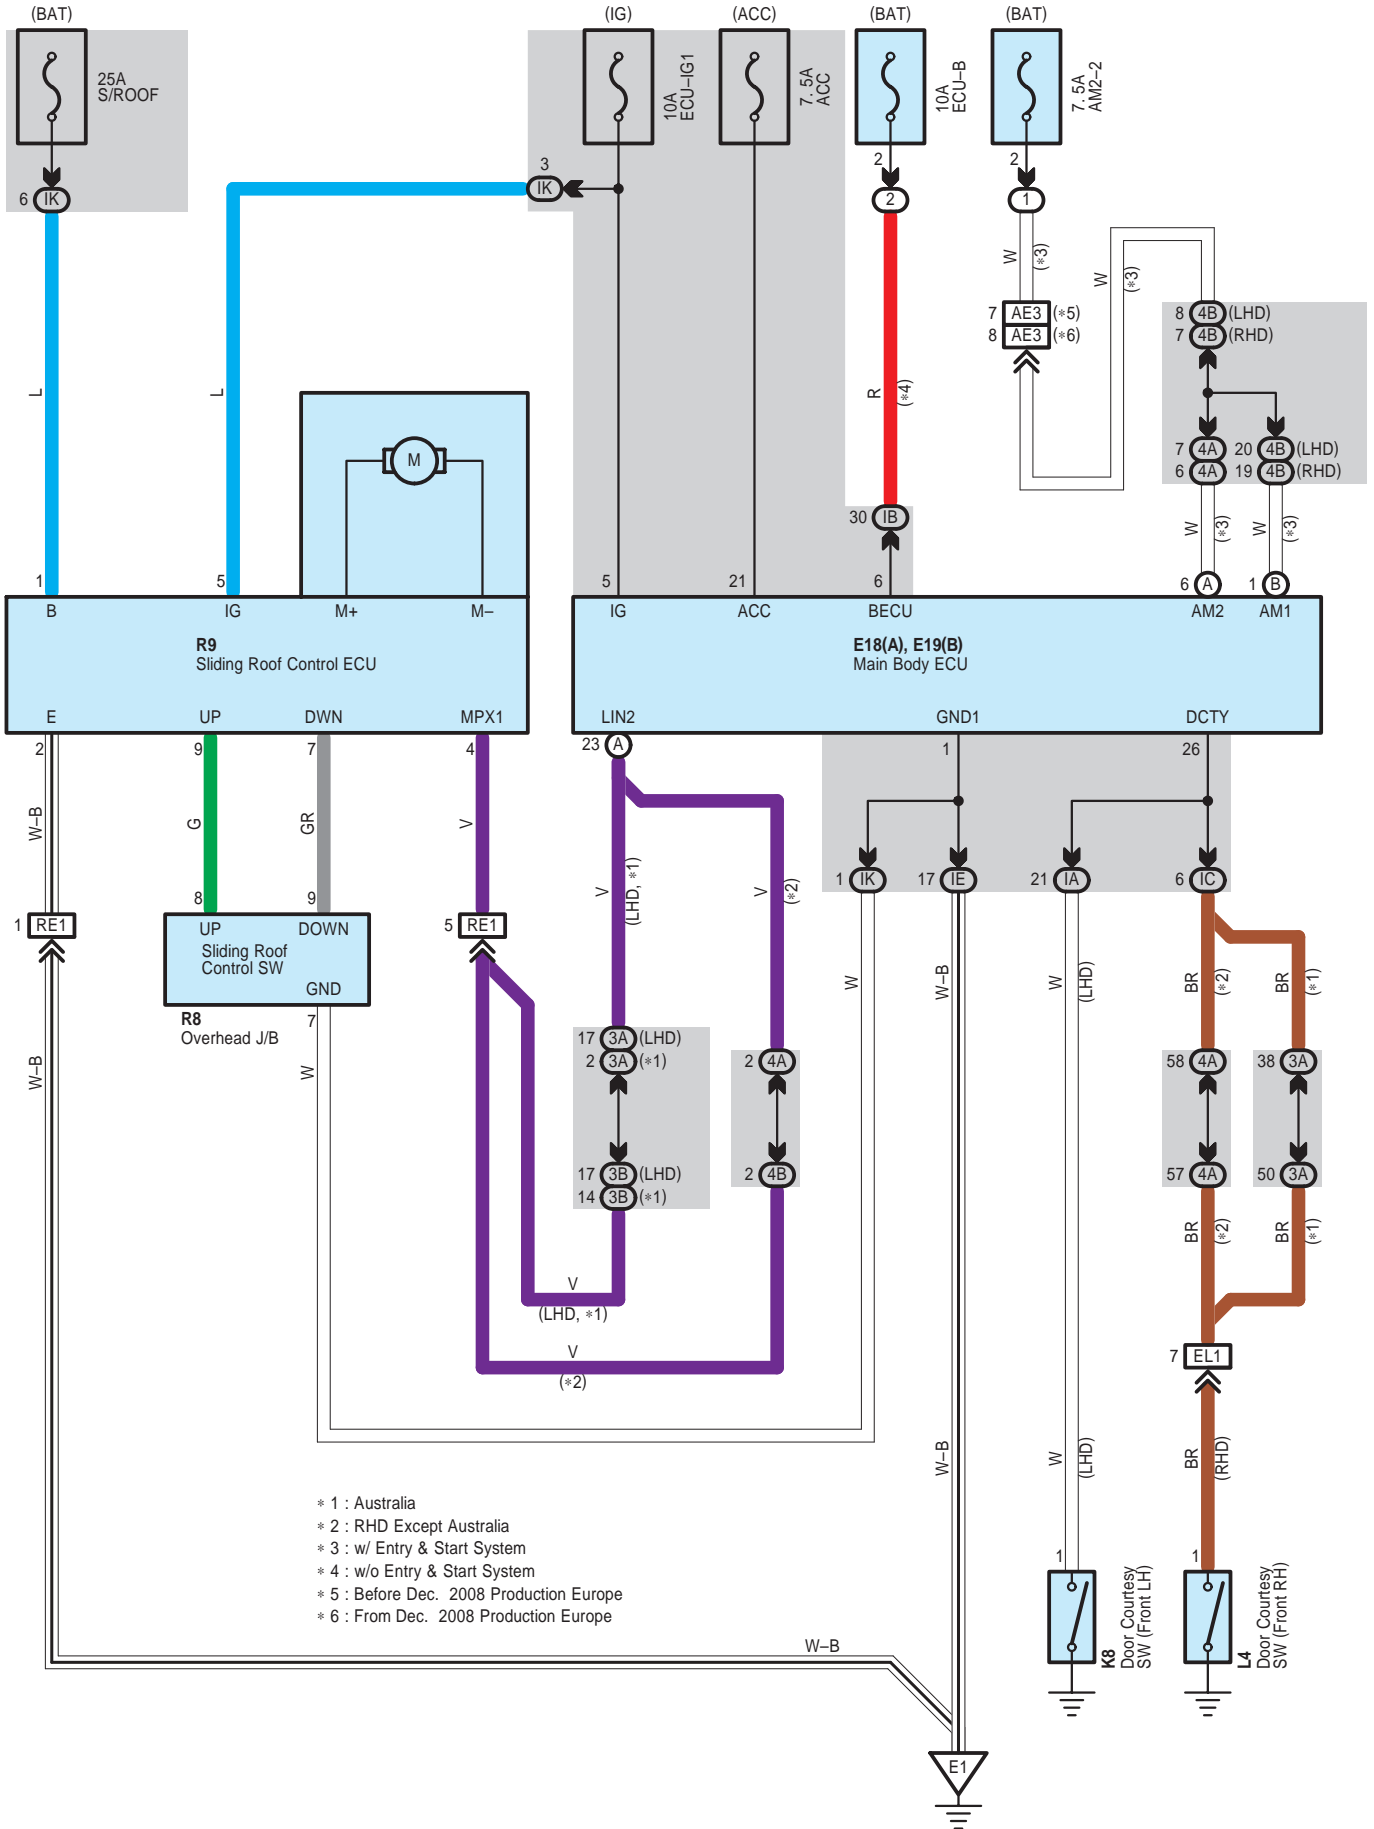 (BAT)
(IG)
(ACC)
(BAT)
(BAT)
25A
S/ROOF
10A
ECU–IG1
7. 5A
ACC
10A
ECU–B
7. 5A
AM2–2
6 IK
3
IK
2
2
2
1
W
(∗3)
W
(∗3)
7 AE3 (∗5)
8 AE3 (∗6)
8 4B (LHD)
7 4B (RHD)
L
L
R
(∗4)
M
7 4A
6 4A
20 4B (LHD)
19 4B (RHD)
30 IB
W
(∗3)
W
(∗3)
1
5
5
21
6
6 A
1 B
B
IG
M+
M–
IG
ACC
BECU
AM2
AM1
R9
Sliding Roof Control ECU
E18(A), E19(B)
Main Body ECU
E
UP
DWN
MPX1
LIN2
GND1
DCTY
2
9
7
4
23 A
1
26
W–B
G
GR
V
V
(LHD, ∗1)
V
(∗2)
1 IK
17 IE
21 IA
6 IC
8
9
1 RE1
UP
DOWN
Sliding Roof
Control SW
GND
5 RE1
R8
Overhead J/B
7
W–B
W
W
W–B
W
(LHD)
BR
(∗2)
BR
(∗1)
17 3A (LHD)
2 3A (∗1)
2 4A
58 4A
38 3A
17 3B (LHD)
14 3B (∗1)
2 4B
57 4A
50 3A
BR
(∗2)
BR
(∗1)
V
(LHD, ∗1)
V
(∗2)
7 EL1
W–B
W
(LHD)
BR
(RHD)
∗ 1 : Australia
∗ 2 : RHD Except Australia
∗ 3 : w/ Entry & Start System
∗ 4 : w/o Entry & Start System
∗ 5 : Before Dec. 2008 Production Europe
∗ 6 : From Dec. 2008 Production Europe
1
1
K8
Door Courtesy
SW (Front LH)
L4
Door Courtesy
SW (Front RH)
W–B
E1